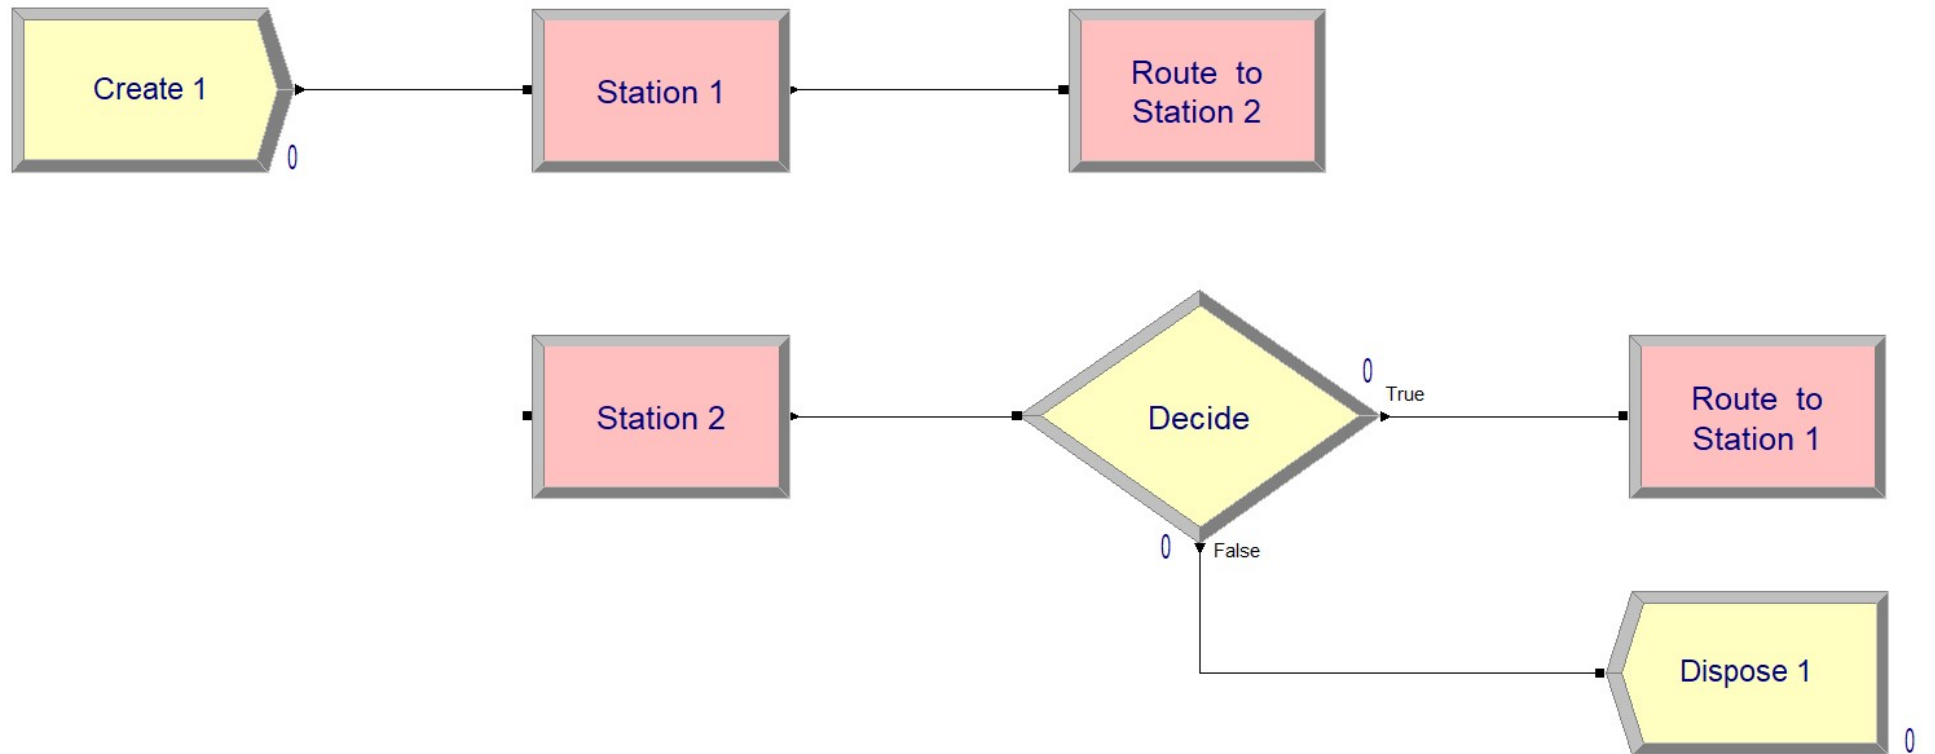 Create 1
0
Station 1
Route to
Station 2
Station 2
Decide
0
True
0
False
Route to
Station 1
Dispose 1
0